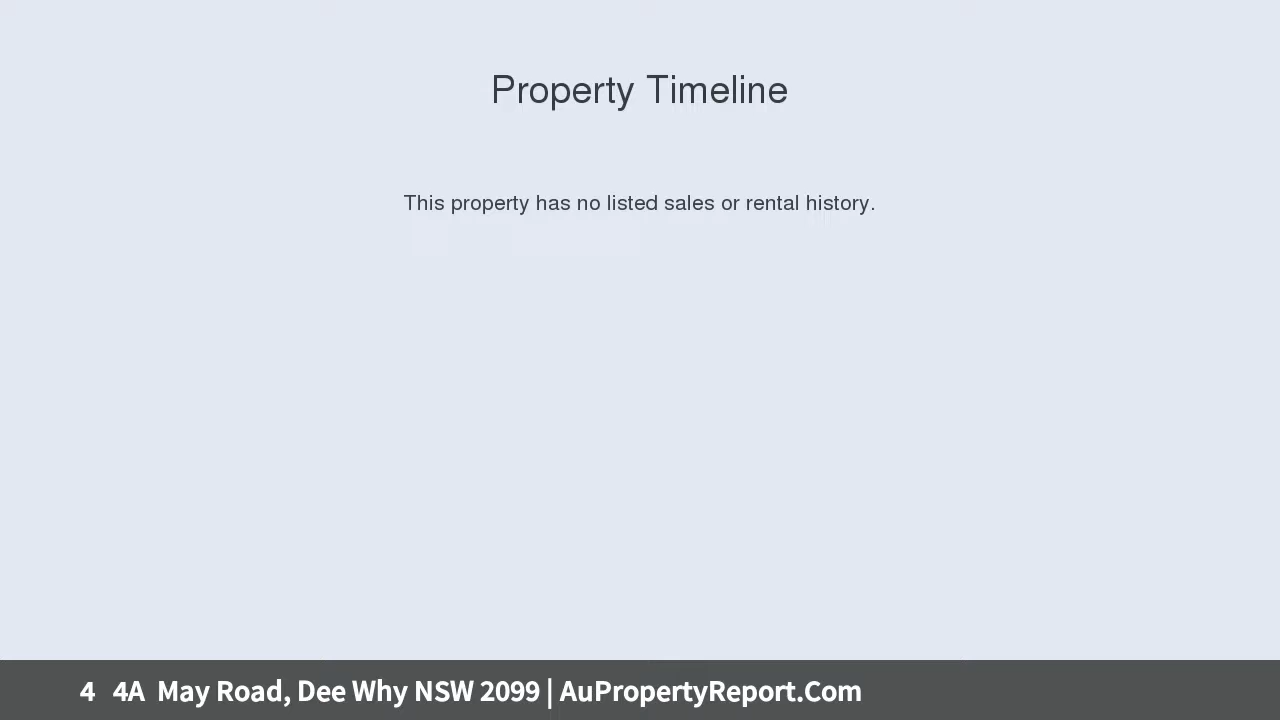 Property Timeline
This property has no listed sales or rental history.
4 4A May Road, Dee Why NSW 2099 | AuPropertyReport.Com